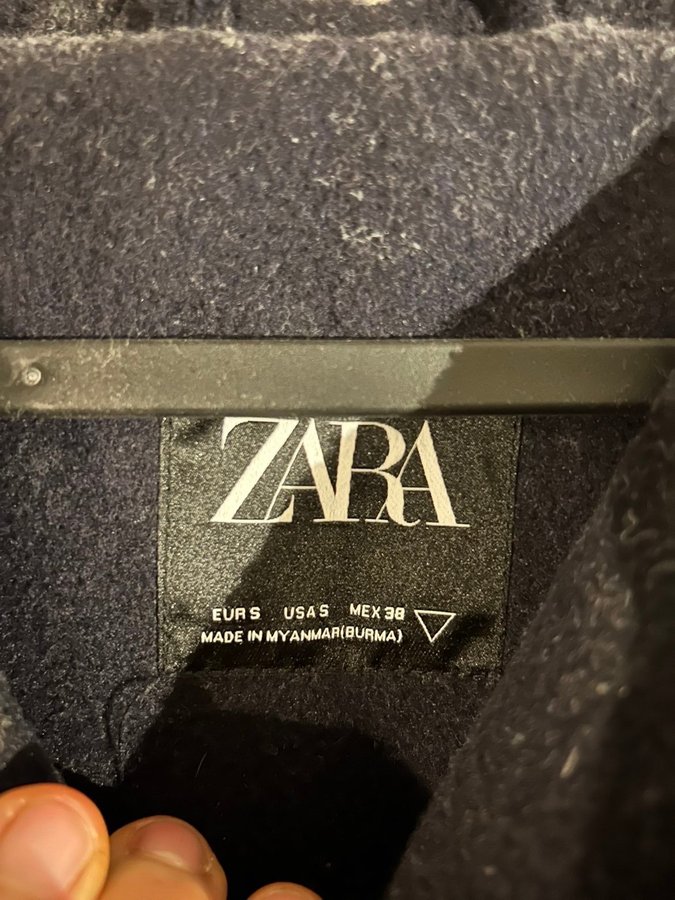 ZARA
EUR S USA S MEX 38
MADE IN MYANMAR(BURMA)